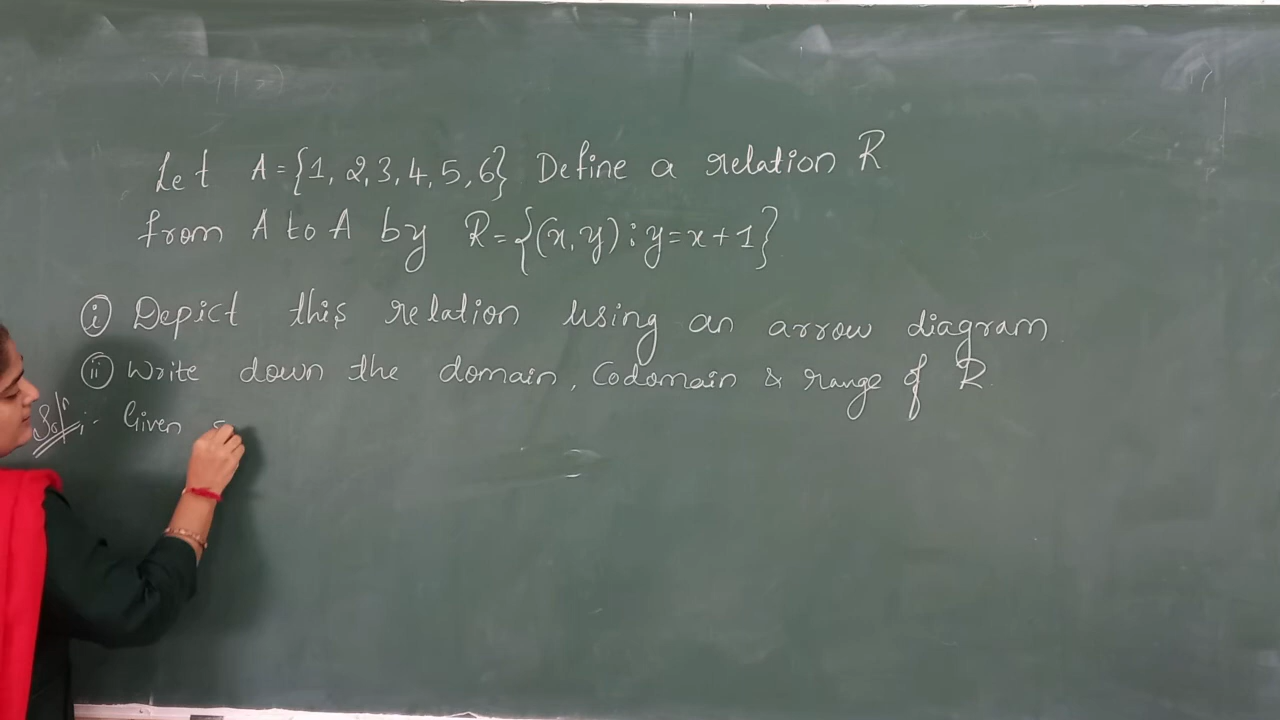 Let A={1, 2, 3, 4, 5, 6} Define a relation R
from A to A by R={(x,y):y=x+1}
(i) Depict this relation using an arrow diagram.
(ii) Write down the domain, Codomain & range of R.
Sol:- Given